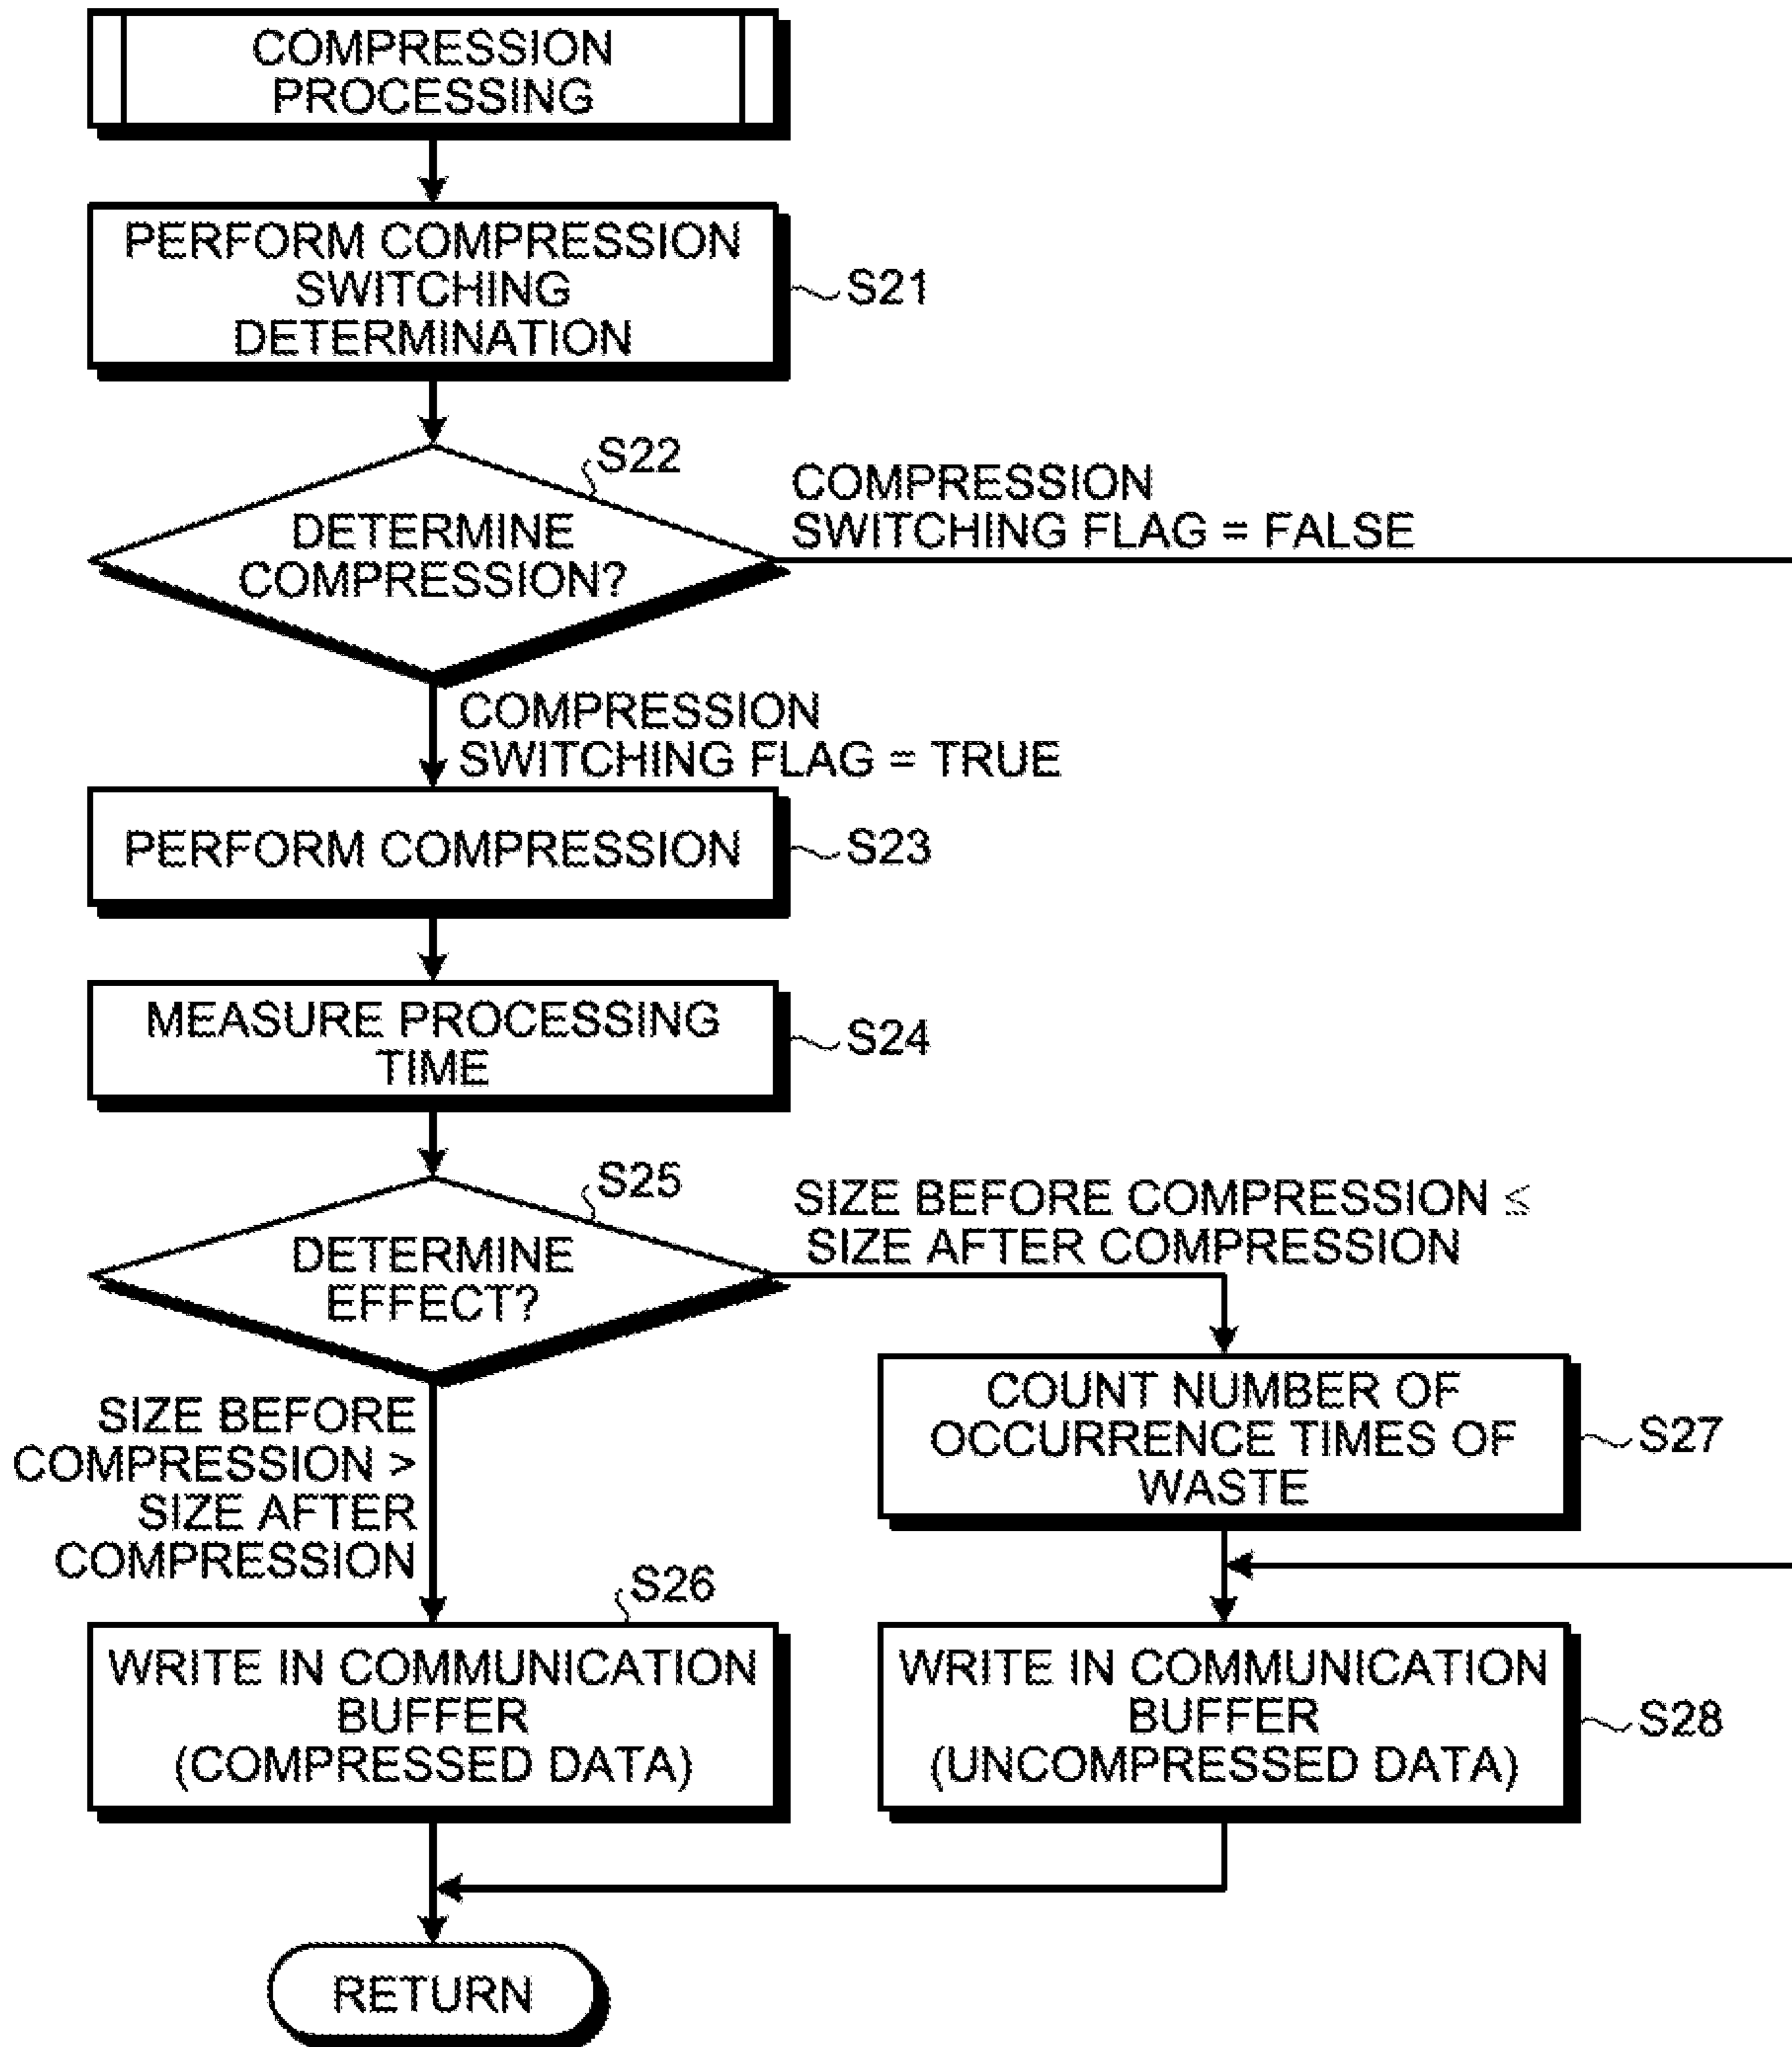 COMPRESSION
PROCESSING
PERFORM COMPRESSION
SWITCHING
DETERMINATION
S21
S22
DETERMINE
COMPRESSION?
COMPRESSION
SWITCHING FLAG = FALSE
COMPRESSION
SWITCHING FLAG = TRUE
PERFORM COMPRESSION
S23
MEASURE PROCESSING
TIME
S24
S25
DETERMINE
EFFECT?
SIZE BEFORE COMPRESSION ≤
SIZE AFTER COMPRESSION
SIZE BEFORE
COMPRESSION >
SIZE AFTER
COMPRESSION
COUNT NUMBER OF
OCCURRENCE TIMES OF
WASTE
S27
S26
WRITE IN COMMUNICATION
BUFFER
(COMPRESSED DATA)
WRITE IN COMMUNICATION
BUFFER
(UNCOMPRESSED DATA)
S28
RETURN